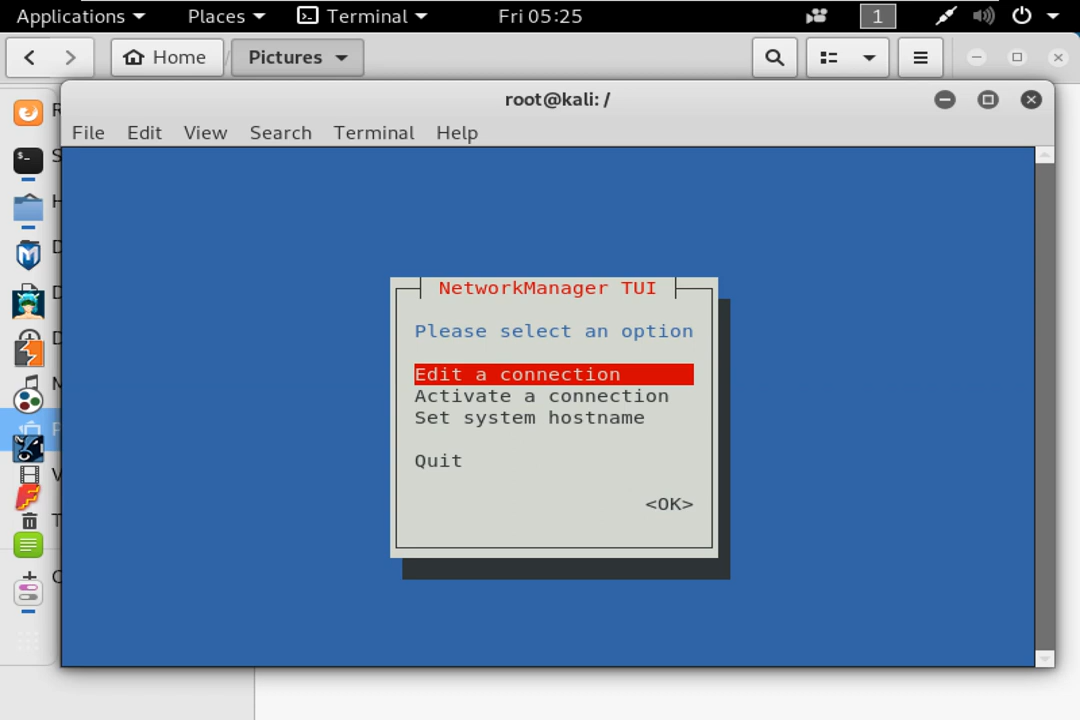 Applications Places Terminal Fri 05:25 1
Home / Pictures
root@kali: /
File Edit View Search Terminal Help
NetworkManager TUI
Please select an option
Edit a connection
Activate a connection
Set system hostname
Quit
<OK>